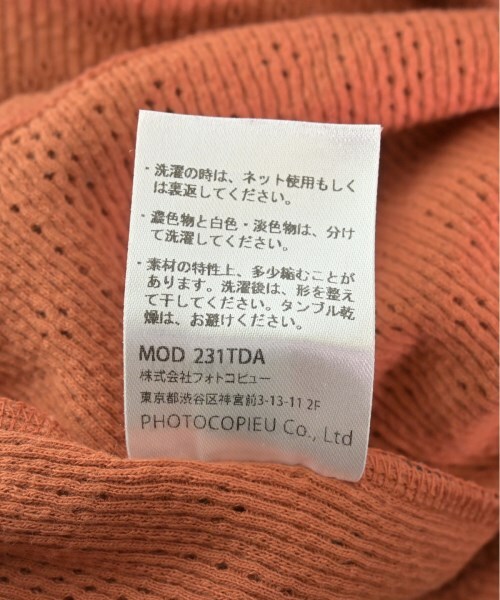 ・洗濯の時は、ネット使用もしく
は裏返してください。
・濃色物と白色・淡色物は、分け
て洗濯してください。
・素材の特性上、多少縮むことが
あります。洗濯後は、形を整え
て干してください。タンブル乾
燥は、お避けください。
MOD 231TDA
株式会社フォトコピュー
東京都渋谷区神宮前3-13-11 2F
PHOTOCOPIEU Co., Ltd